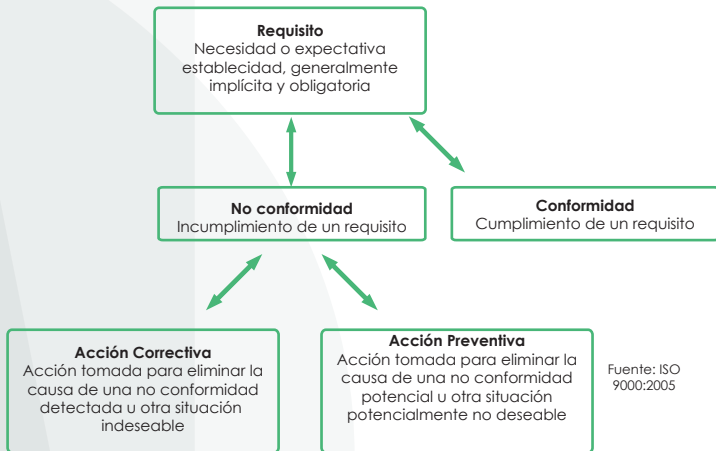 Requisito
Necesidad o expectativa
establecidad, generalmente
implícita y obligatoria
No conformidad
Incumplimiento de un requisito
Conformidad
Cumplimiento de un requisito
Acción Correctiva
Acción tomada para eliminar la
causa de una no conformidad
detectada u otra situación
indeseable
Acción Preventiva
Acción tomada para eliminar la
causa de una no conformidad
potencial u otra situación
potencialmente no deseable
Fuente: ISO
9000:2005